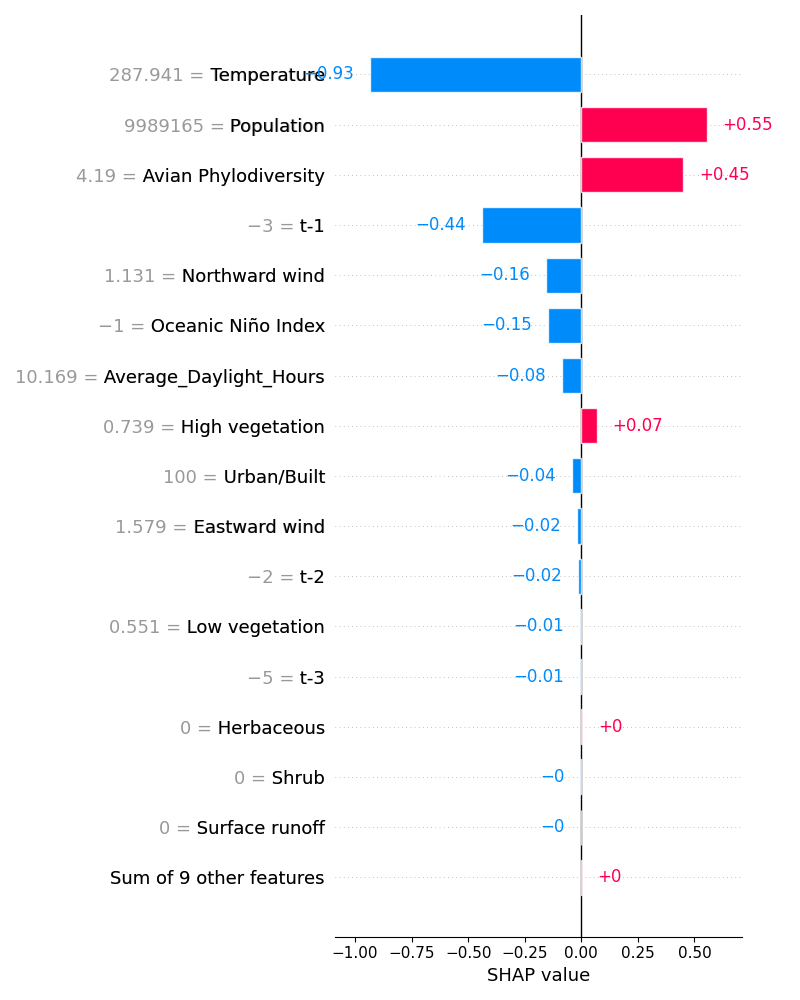 287.941 = Temperature −0.93
9989165 = Population +0.55
4.19 = Avian Phylodiversity +0.45
−3 = t-1 −0.44
1.131 = Northward wind −0.16
−1 = Oceanic Niño Index −0.15
10.169 = Average_Daylight_Hours −0.08
0.739 = High vegetation +0.07
100 = Urban/Built −0.04
1.579 = Eastward wind −0.02
−2 = t-2 −0.02
0.551 = Low vegetation −0.01
−5 = t-3 −0.01
0 = Herbaceous +0
0 = Shrub −0
0 = Surface runoff −0
Sum of 9 other features +0
−1.00 −0.75 −0.50 −0.25 0.00 0.25 0.50
SHAP value